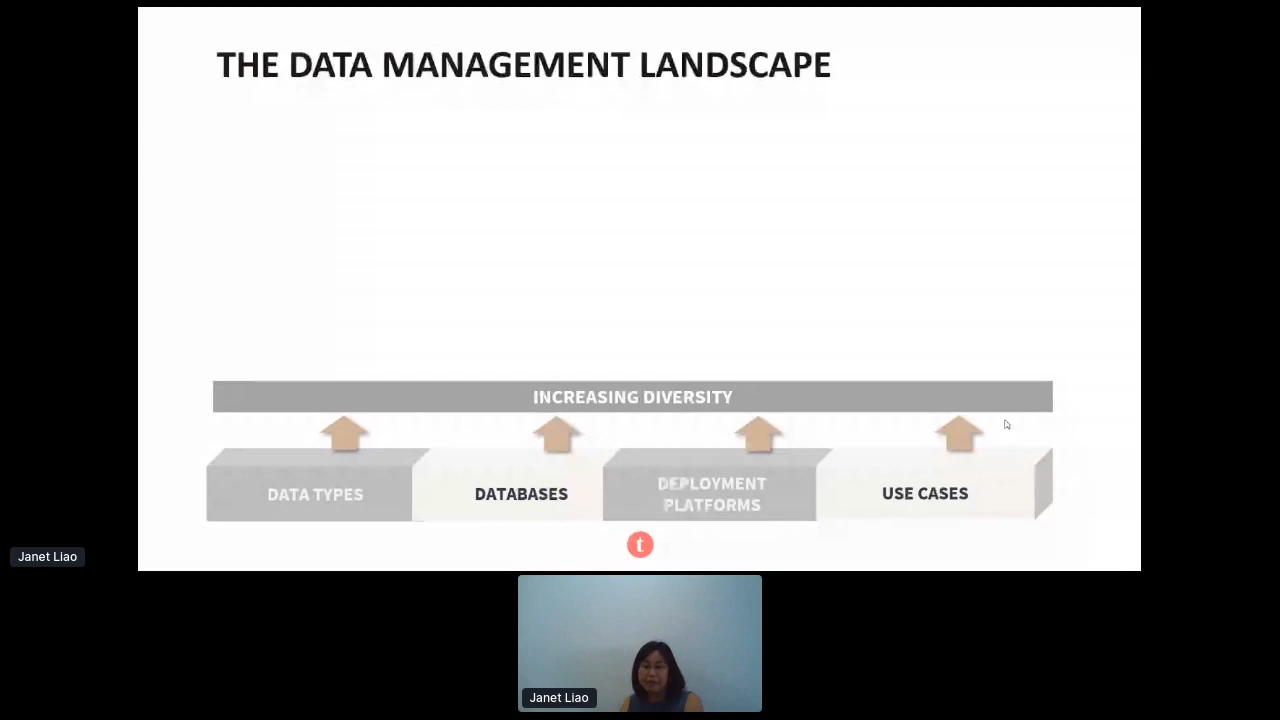 THE DATA MANAGEMENT LANDSCAPE
INCREASING DIVERSITY
DATA TYPES
DATABASES
DEPLOYMENT
PLATFORMS
USE CASES
t
Janet Liao
Janet Liao